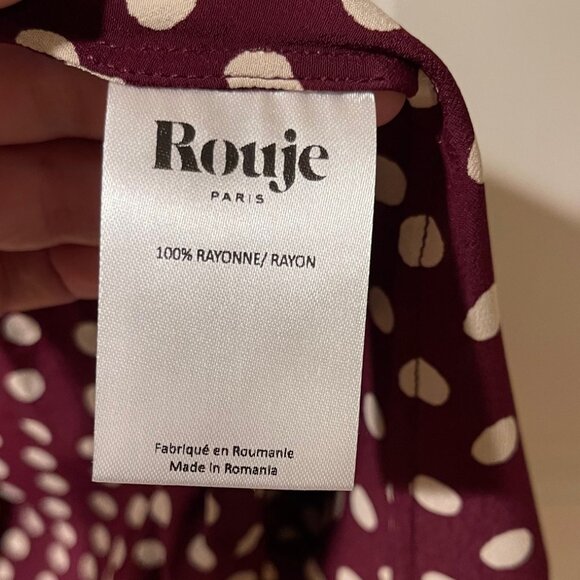 Rouje
PARIS
100% RAYONNE/ RAYON
Fabriqué en Roumanie
Made in Romania